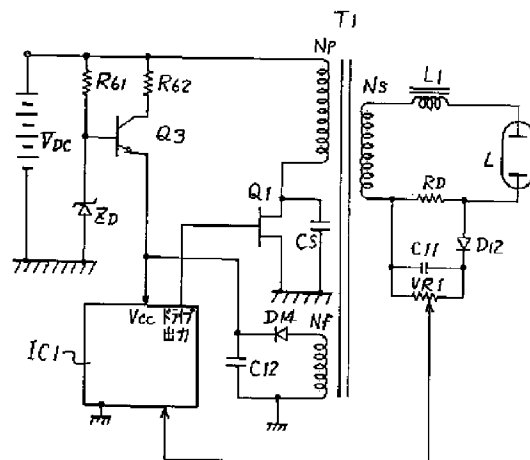 T1
NP
R61
R62
NS
L1
Q3
VDC
L
Q1
RD
ZD
CS
C11
D12
VR1
Vcc
ドライブ
出力
D14
Nf
IC1
C12